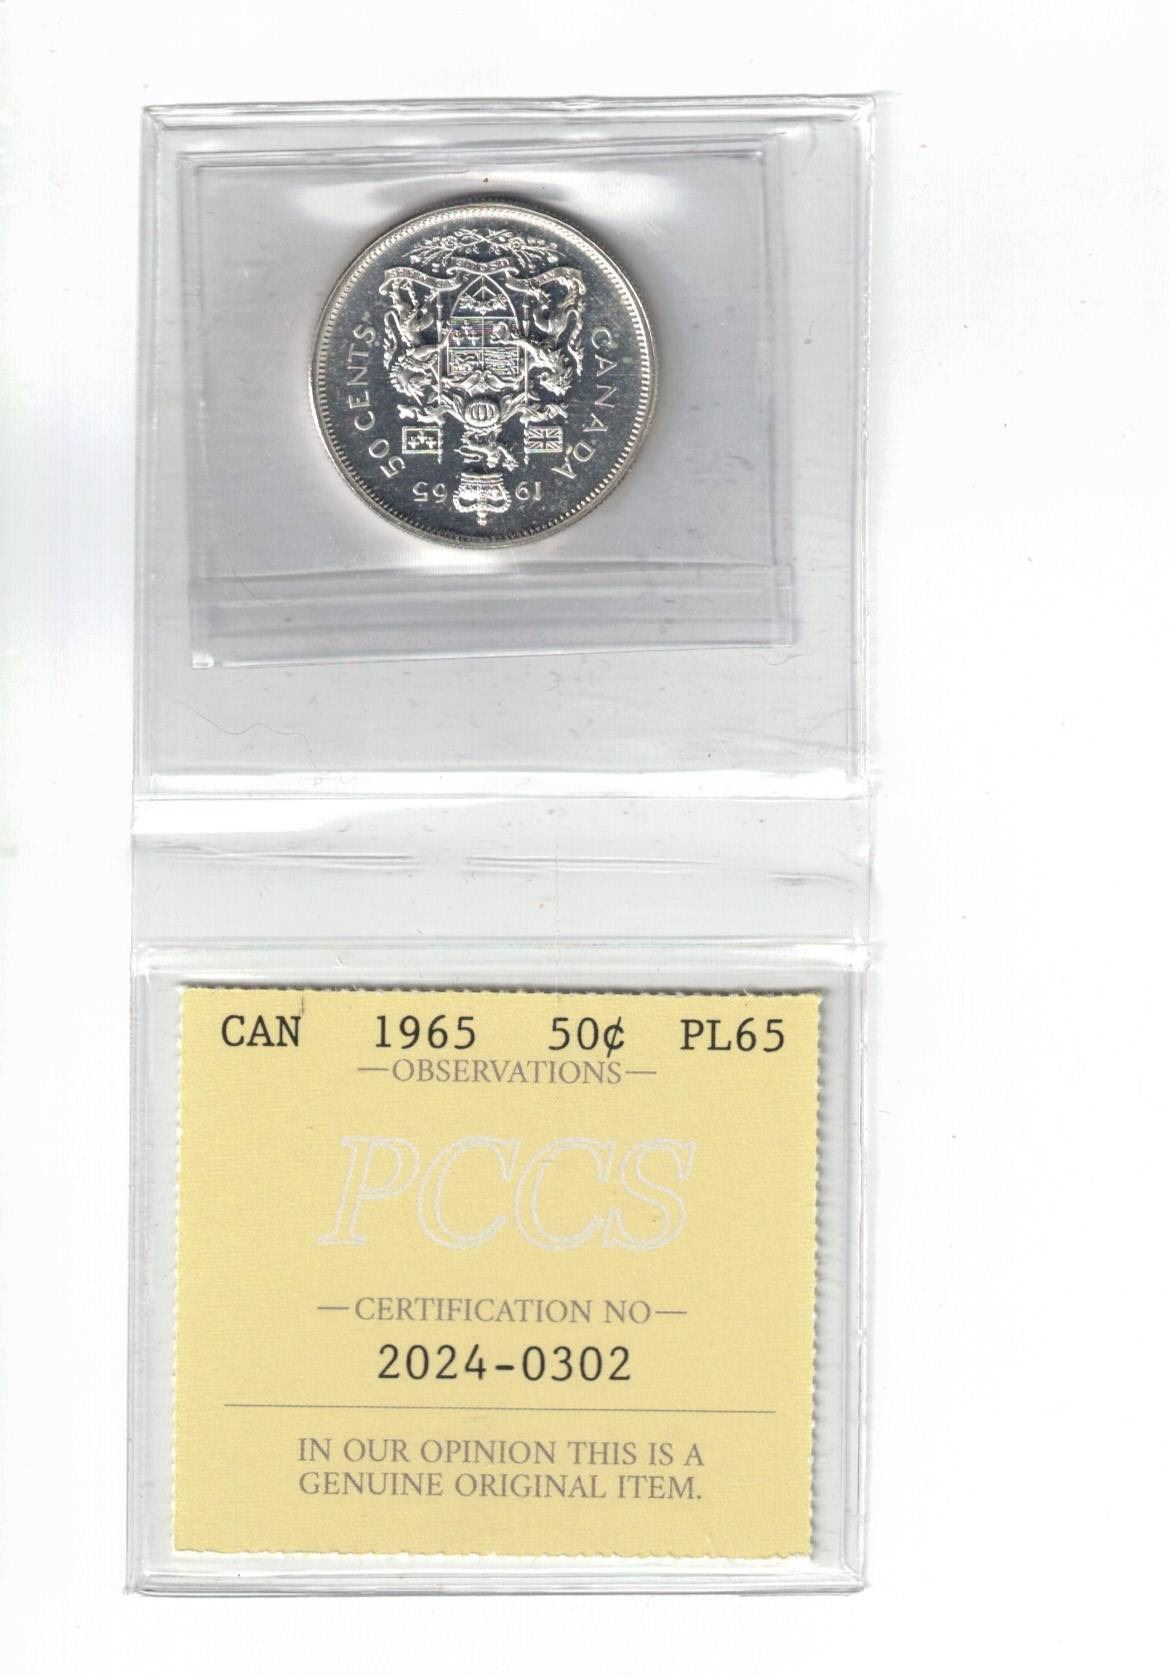 50 CENTS
CANADA
19 65
CAN 1965 50¢ PL65
—OBSERVATIONS—
PCCS
—CERTIFICATION NO—
2024-0302
IN OUR OPINION THIS IS A
GENUINE ORIGINAL ITEM.